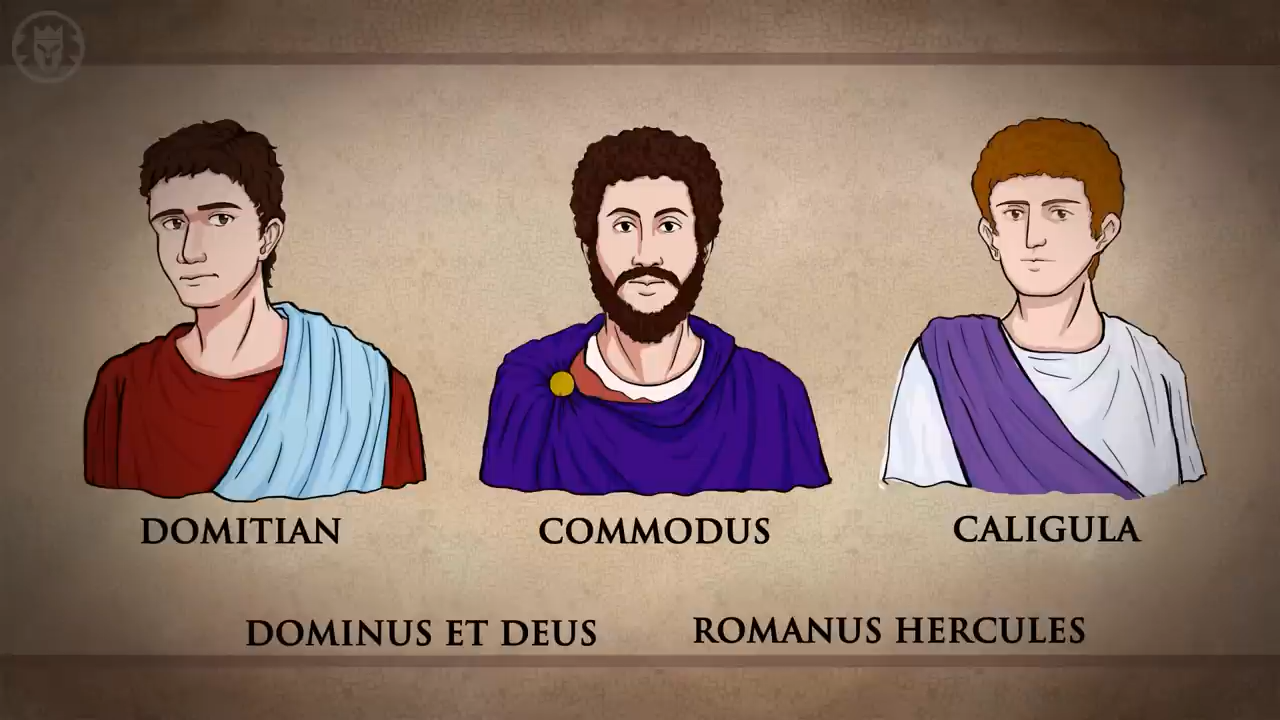 DOMITIAN
COMMODUS
CALIGULA
DOMINUS ET DEUS
ROMANUS HERCULES